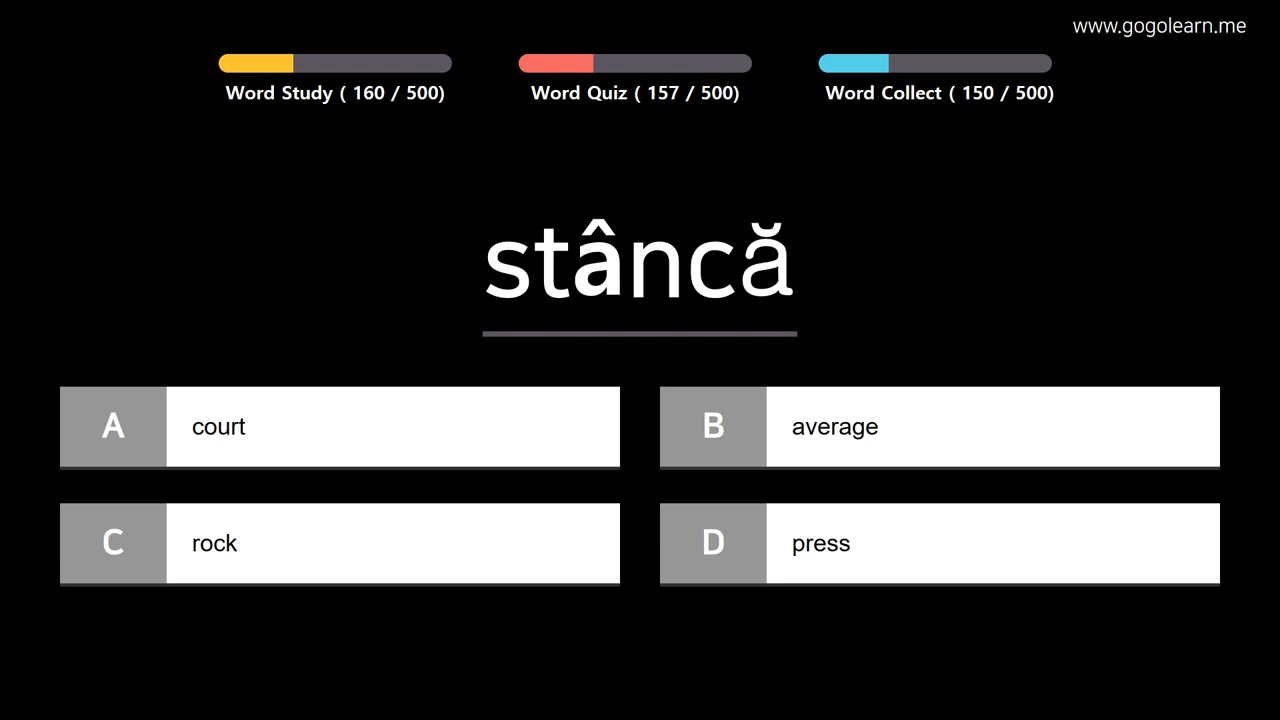 www.gogolearn.me
Word Study ( 160 / 500)
Word Quiz ( 157 / 500)
Word Collect ( 150 / 500)
stâncă
A court
B average
C rock
D press